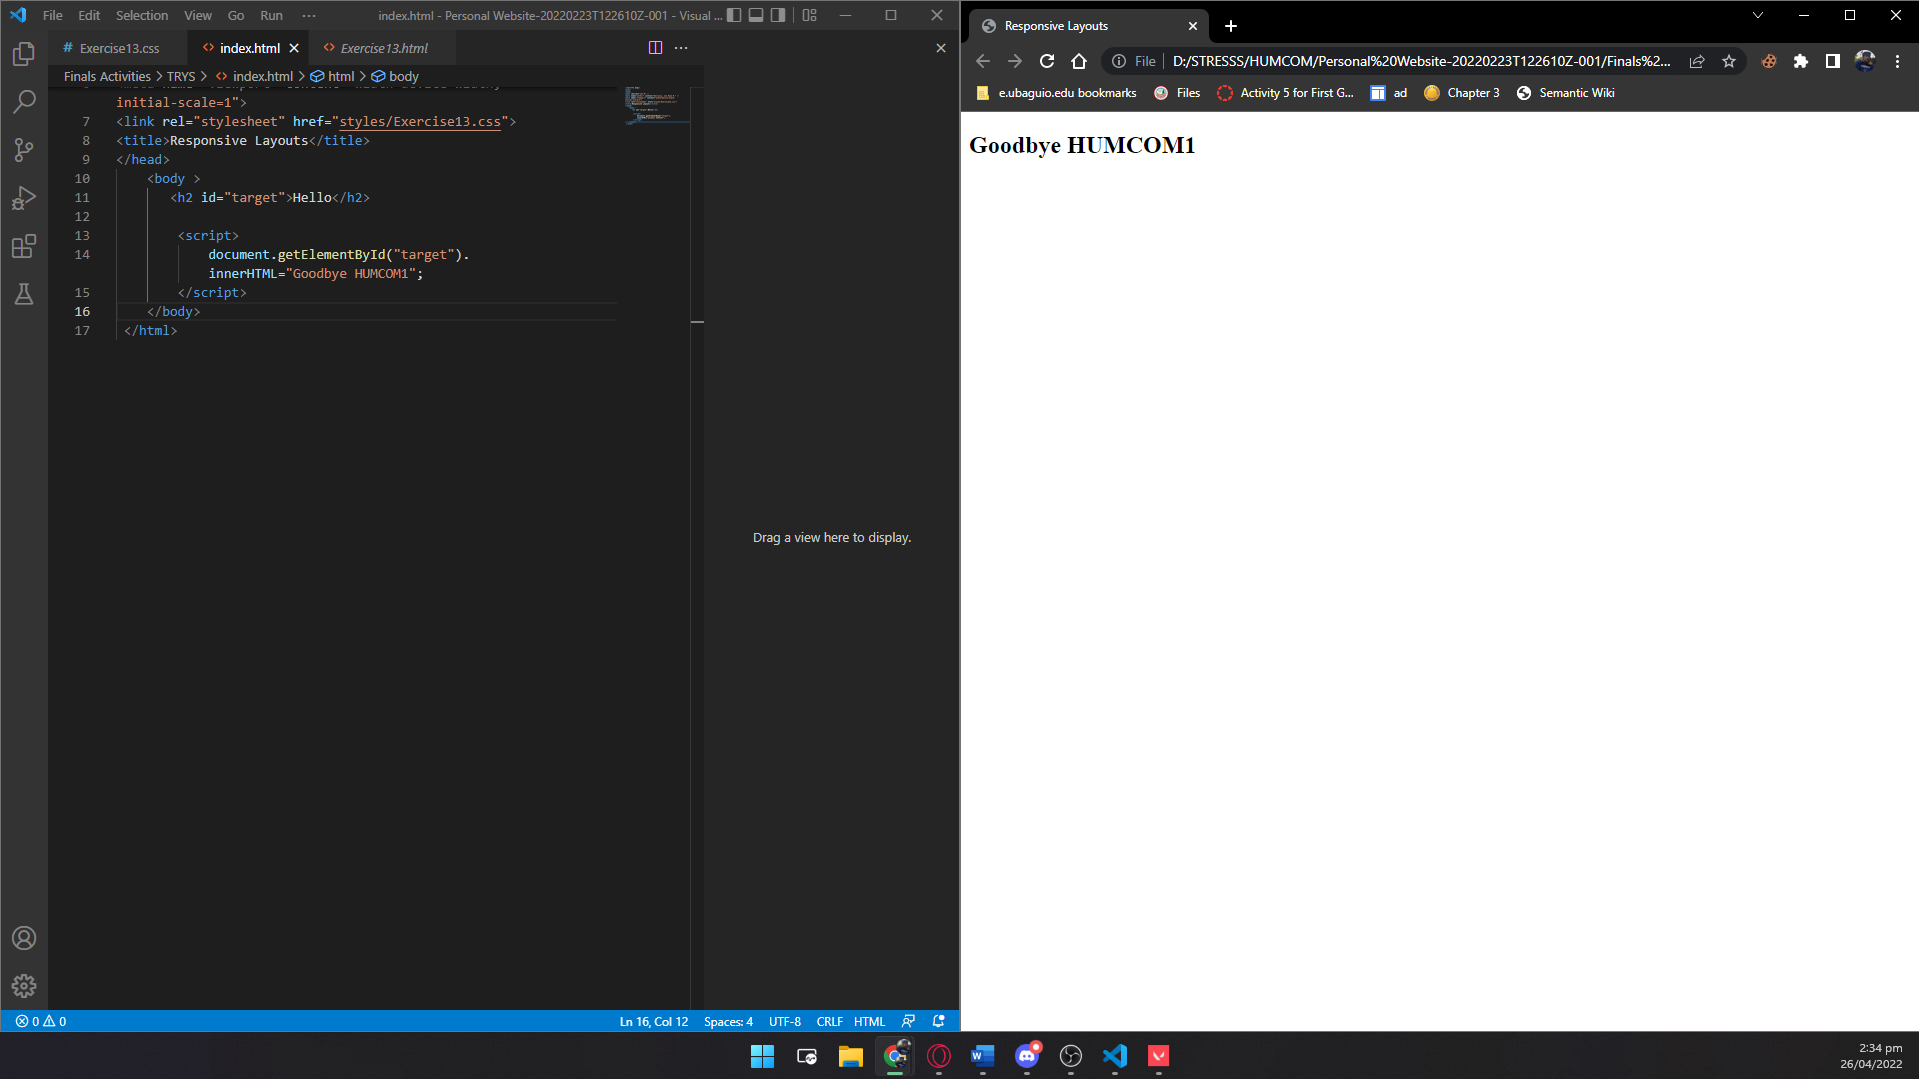 File Edit Selection View Go Run ··· index.html - Personal Website-20220223T122610Z-001 - Visual ...
# Exercise13.css <> index.html <> Exercise13.html ···
Finals Activities > TRYS > <> index.html > html > body
initial-scale=1">
7 <link rel="stylesheet" href="styles/Exercise13.css">
8 <title>Responsive Layouts</title>
9 </head>
10 <body >
11 <h2 id="target">Hello</h2>
12
13 <script>
14 document.getElementById("target").
innerHTML="Goodbye HUMCOM1";
15 </script>
16 </body>
17 </html>
Drag a view here to display.
0 0 Ln 16, Col 12 Spaces: 4 UTF-8 CRLF HTML
Responsive Layouts
File D:/STRESSS/HUMCOM/Personal%20Website-20220223T122610Z-001/Finals%2...
e.ubaguio.edu bookmarks Files Activity 5 for First G... ad Chapter 3 Semantic Wiki
Goodbye HUMCOM1
2:34 pm
26/04/2022